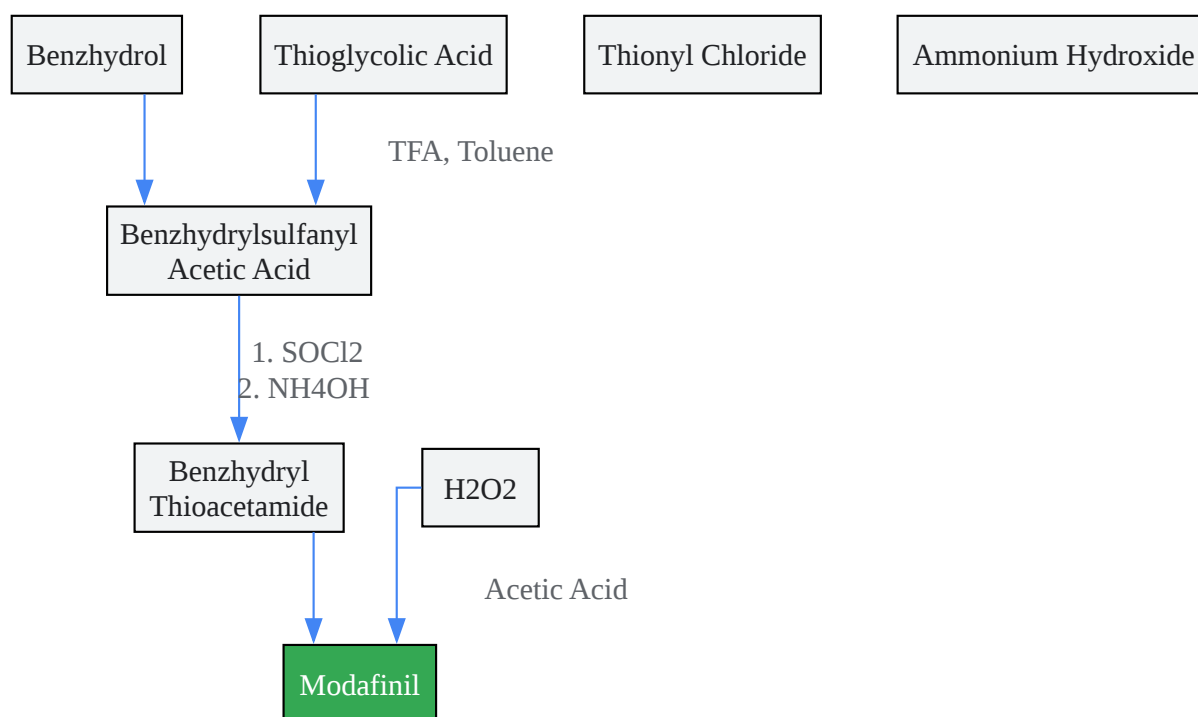 Benzhydrol
Thioglycolic Acid
Thionyl Chloride
Ammonium Hydroxide
TFA, Toluene
Benzhydrylsulfanyl
Acetic Acid
1. SOCl2
2. NH4OH
Benzhydryl
Thioacetamide
H2O2
Acetic Acid
Modafinil